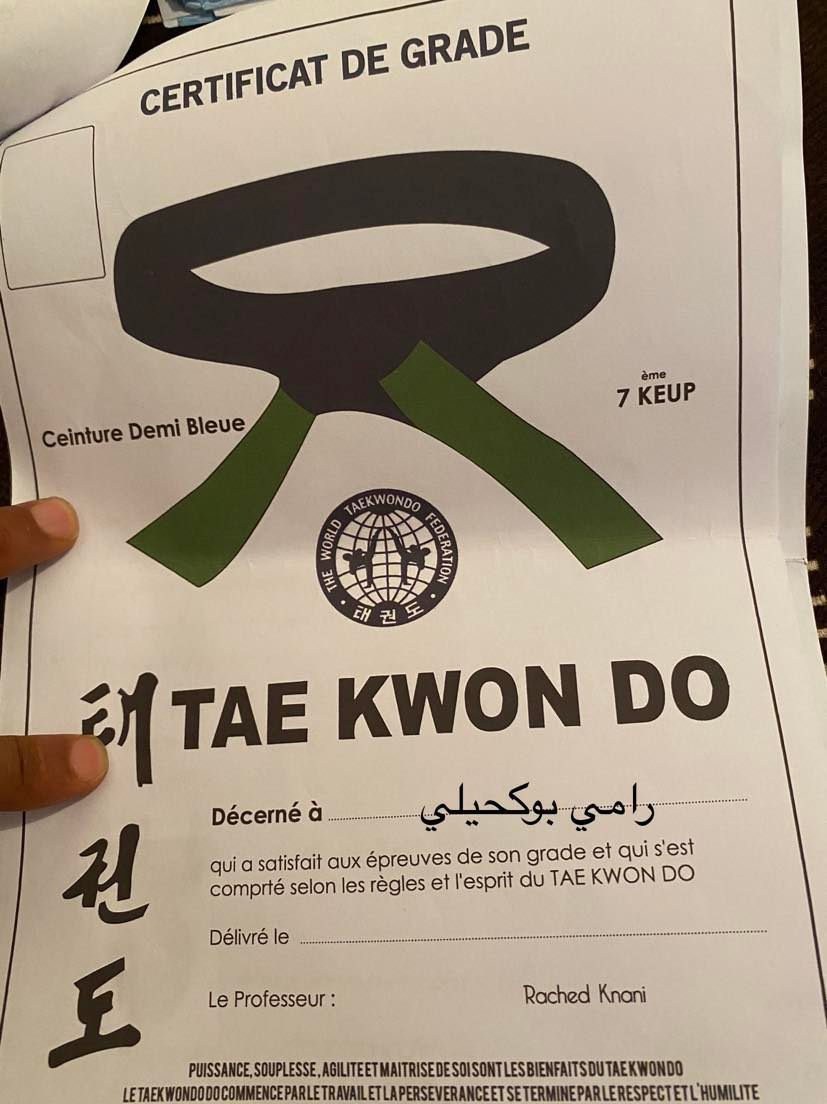 CERTIFICAT DE GRADE
Ceinture Demi Bleue
7 ème KEUP
THE WORLD TAEKWONDO FEDERATION
태권도
태권도
TAE KWON DO
Décerné à رامي بوكحيلي
qui a satisfait aux épreuves de son grade et qui s'est
comprté selon les règles et l'esprit du TAE KWON DO
Délivré le
Le Professeur : Rached Knani
PUISSANCE, SOUPLESSE, AGILITE ET MAITRISE DE SOI SONT LES BIENFAITS DU TAEKWONDO
LE TAEKWONDO DO COMMENCE PAR LE TRAVAIL ET LA PERSEVERANCE ET SE TERMINE PAR LE RESPECT ET L'HUMILITE